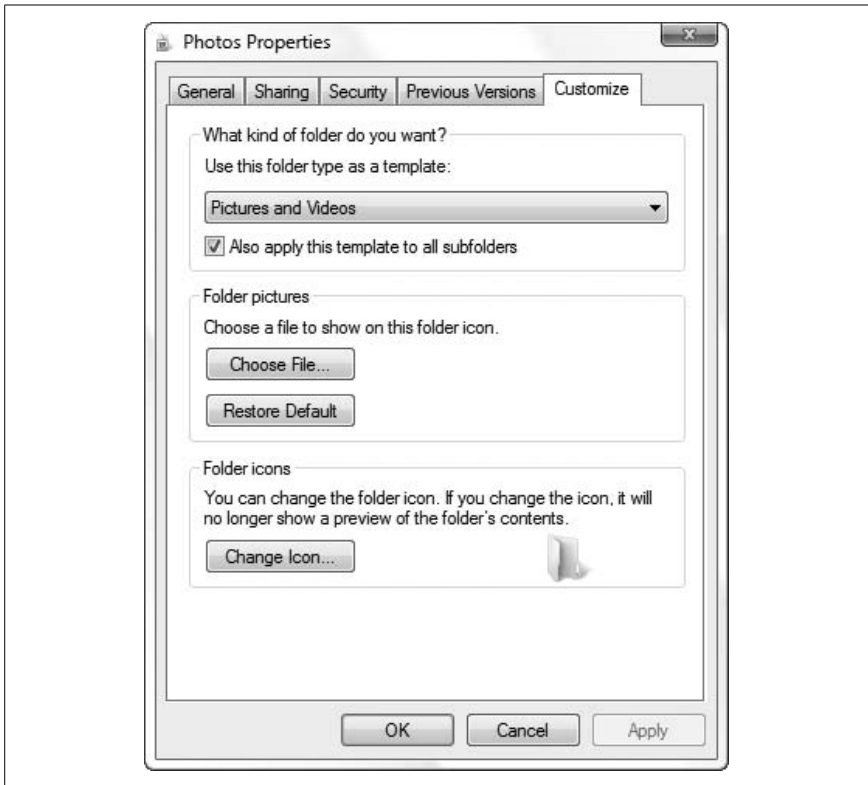 Photos Properties
General Sharing Security Previous Versions Customize
What kind of folder do you want?
Use this folder type as a template:
Pictures and Videos
Also apply this template to all subfolders
Folder pictures
Choose a file to show on this folder icon.
Choose File...
Restore Default
Folder icons
You can change the folder icon. If you change the icon, it will
no longer show a preview of the folder's contents.
Change Icon...
OK Cancel Apply